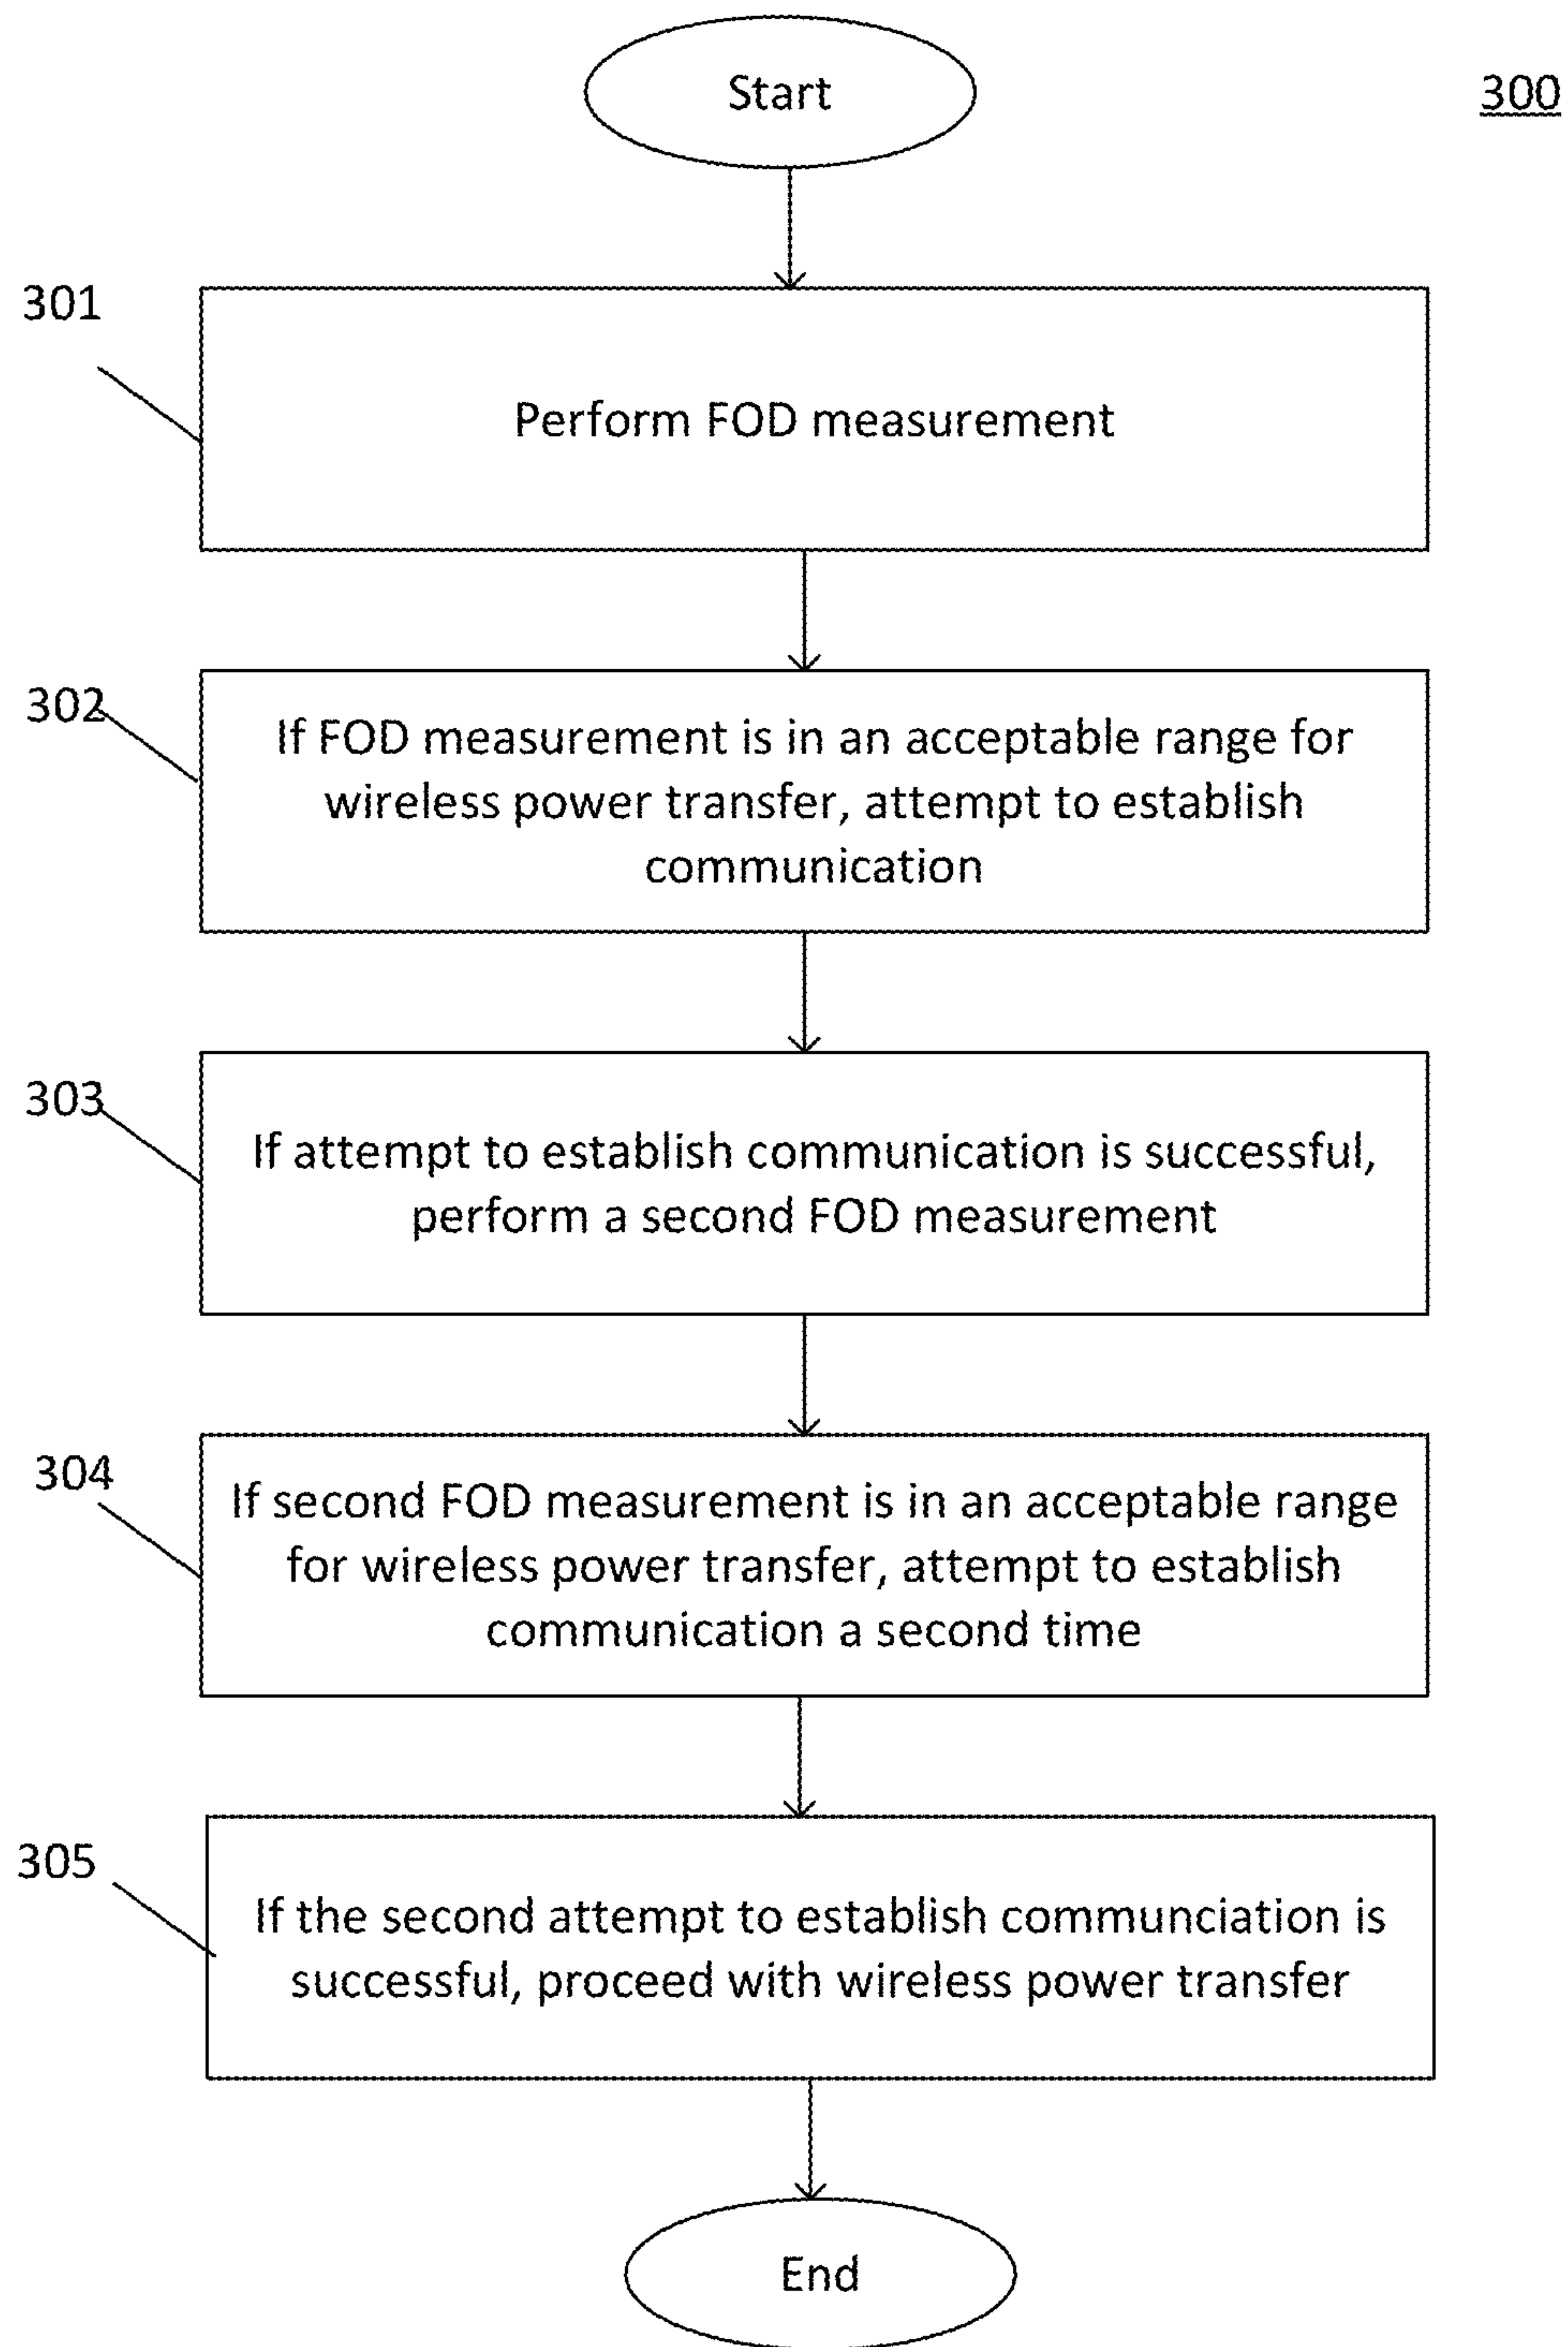 Start
300
301
Perform FOD measurement
302
If FOD measurement is in an acceptable range for
wireless power transfer, attempt to establish
communication
303
If attempt to establish communication is successful,
perform a second FOD measurement
304
If second FOD measurement is in an acceptable range
for wireless power transfer, attempt to establish
communication a second time
305
If the second attempt to establish communciation is
successful, proceed with wireless power transfer
End